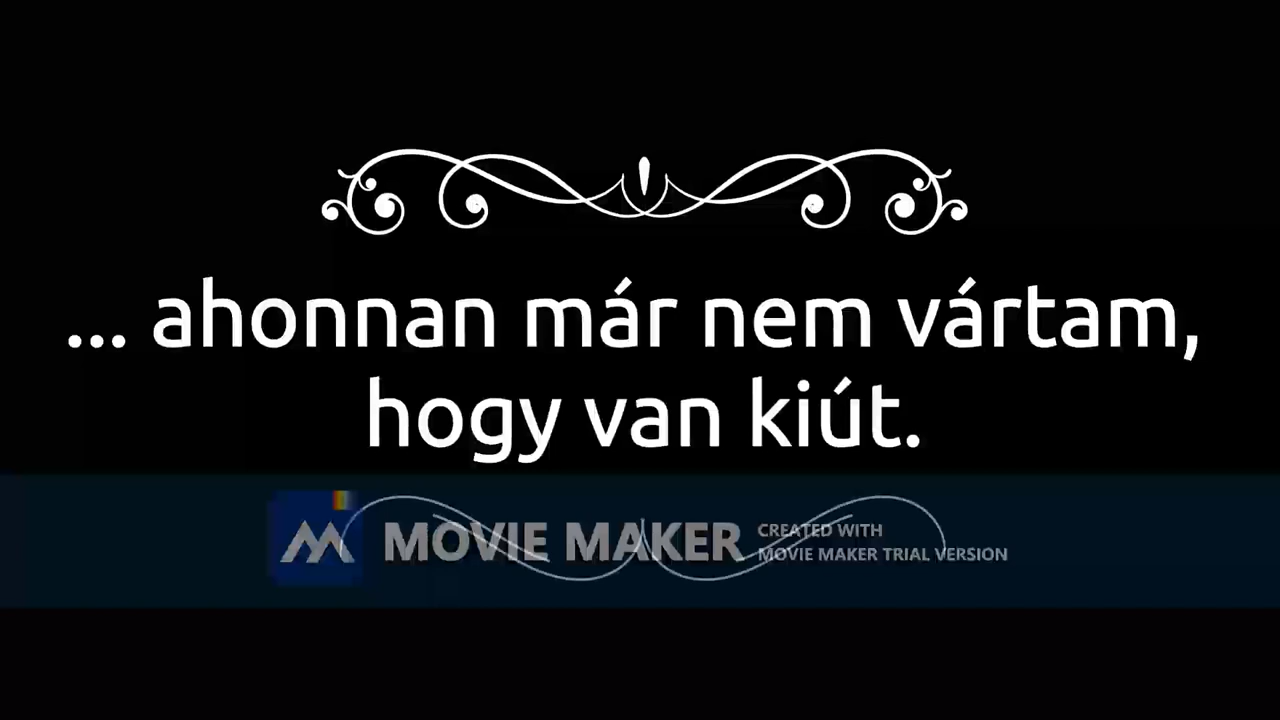 ... ahonnan már nem vártam,
hogy van kiút.
MOVIE MAKER
CREATED WITH
MOVIE MAKER TRIAL VERSION